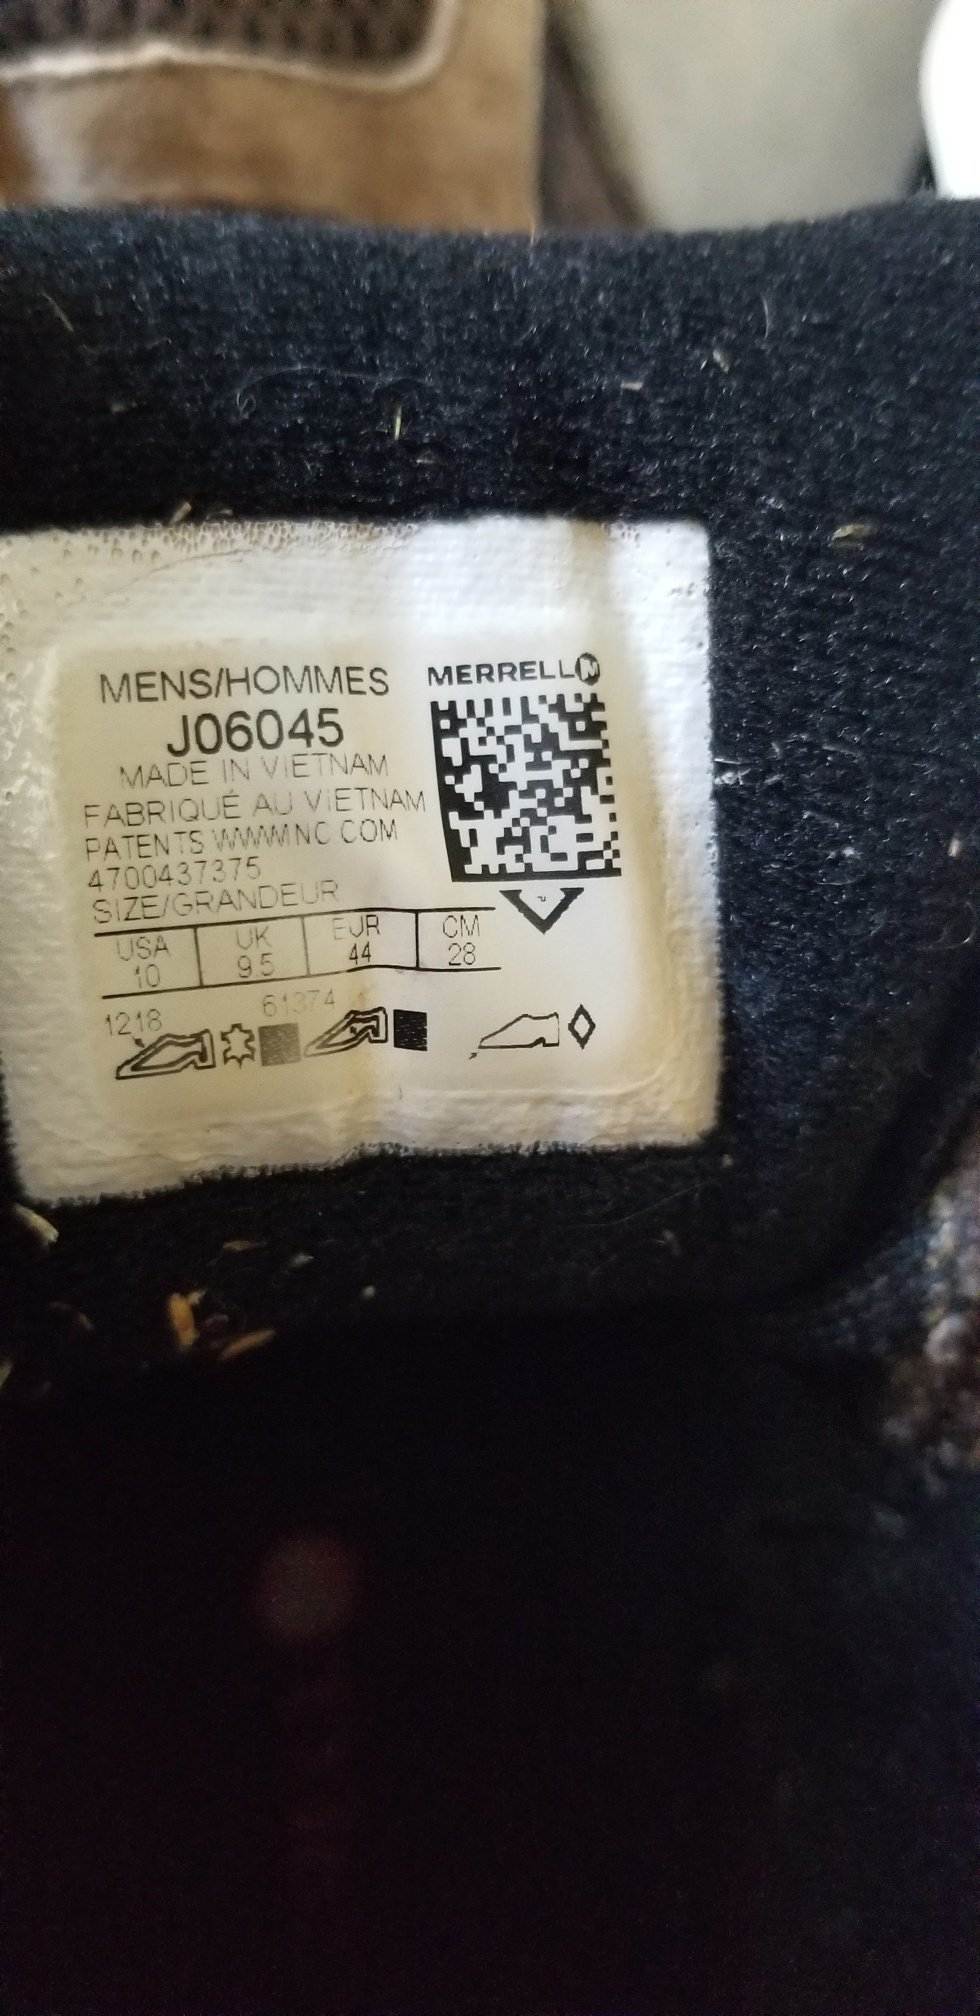 MENS/HOMMES
J06045
MADE IN VIETNAM
FABRIQUÉ AU VIETNAM
PATENTS WWW.INC.COM
4700437375
SIZE/GRANDEUR
USA UK EUR CM
10 9.5 44 28
1218 61374
MERRELL